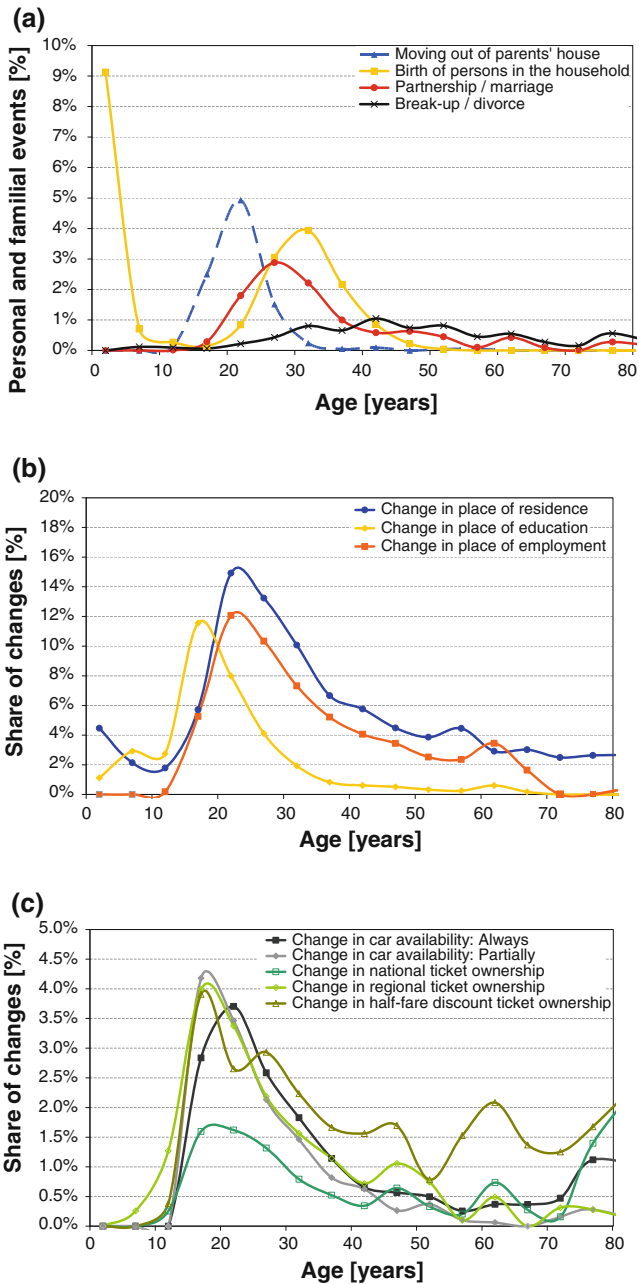 (a)
Personal and familial events [%]
10%
9%
8%
7%
6%
5%
4%
3%
2%
1%
0%
Moving out of parents' house
Birth of persons in the household
Partnership / marriage
Break-up / divorce
0 10 20 30 40 50 60 70 80
Age [years]
(b)
Share of changes [%]
20%
18%
16%
14%
12%
10%
8%
6%
4%
2%
0%
Change in place of residence
Change in place of education
Change in place of employment
0 10 20 30 40 50 60 70 80
Age [years]
(c)
Share of changes [%]
5.0%
4.5%
4.0%
3.5%
3.0%
2.5%
2.0%
1.5%
1.0%
0.5%
0.0%
Change in car availability: Always
Change in car availability: Partially
Change in national ticket ownership
Change in regional ticket ownership
Change in half-fare discount ticket ownership
0 10 20 30 40 50 60 70 80
Age [years]